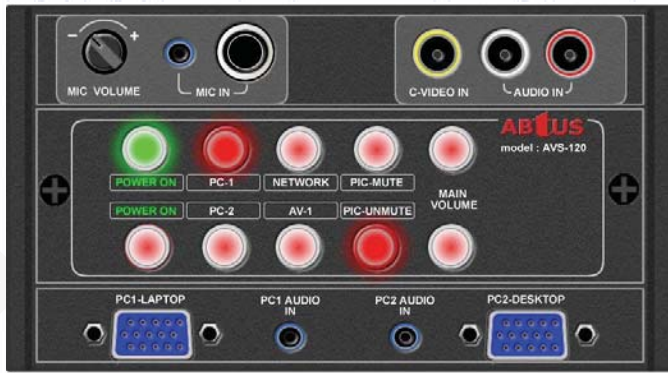 − +
MIC VOLUME
MIC IN
C-VIDEO IN
AUDIO IN
ABTUS
model : AVS-120
POWER ON
PC-1
NETWORK
PIC-MUTE
MAIN
VOLUME
POWER ON
PC-2
AV-1
PIC-UNMUTE
PC1-LAPTOP
PC1 AUDIO
IN
PC2 AUDIO
IN
PC2-DESKTOP